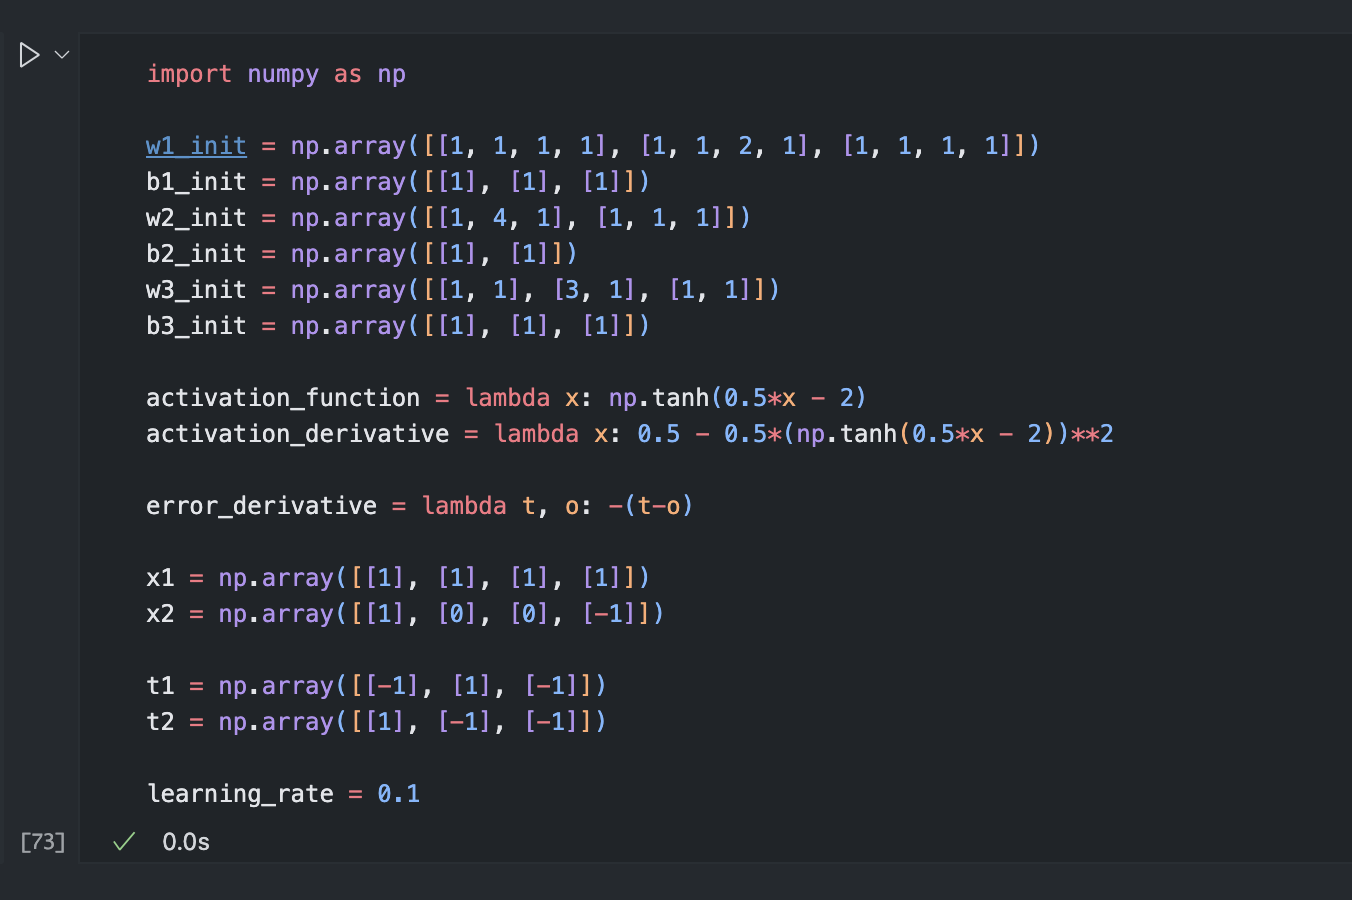 import numpy as np
w1_init = np.array([[1, 1, 1, 1], [1, 1, 2, 1], [1, 1, 1, 1]])
b1_init = np.array([[1], [1], [1]])
w2_init = np.array([[1, 4, 1], [1, 1, 1]])
b2_init = np.array([[1], [1]])
w3_init = np.array([[1, 1], [3, 1], [1, 1]])
b3_init = np.array([[1], [1], [1]])
activation_function = lambda x: np.tanh(0.5*x - 2)
activation_derivative = lambda x: 0.5 - 0.5*(np.tanh(0.5*x - 2))**2
error_derivative = lambda t, o: -(t-o)
x1 = np.array([[1], [1], [1], [1]])
x2 = np.array([[1], [0], [0], [-1]])
t1 = np.array([[-1], [1], [-1]])
t2 = np.array([[1], [-1], [-1]])
learning_rate = 0.1
[73] 0.0s